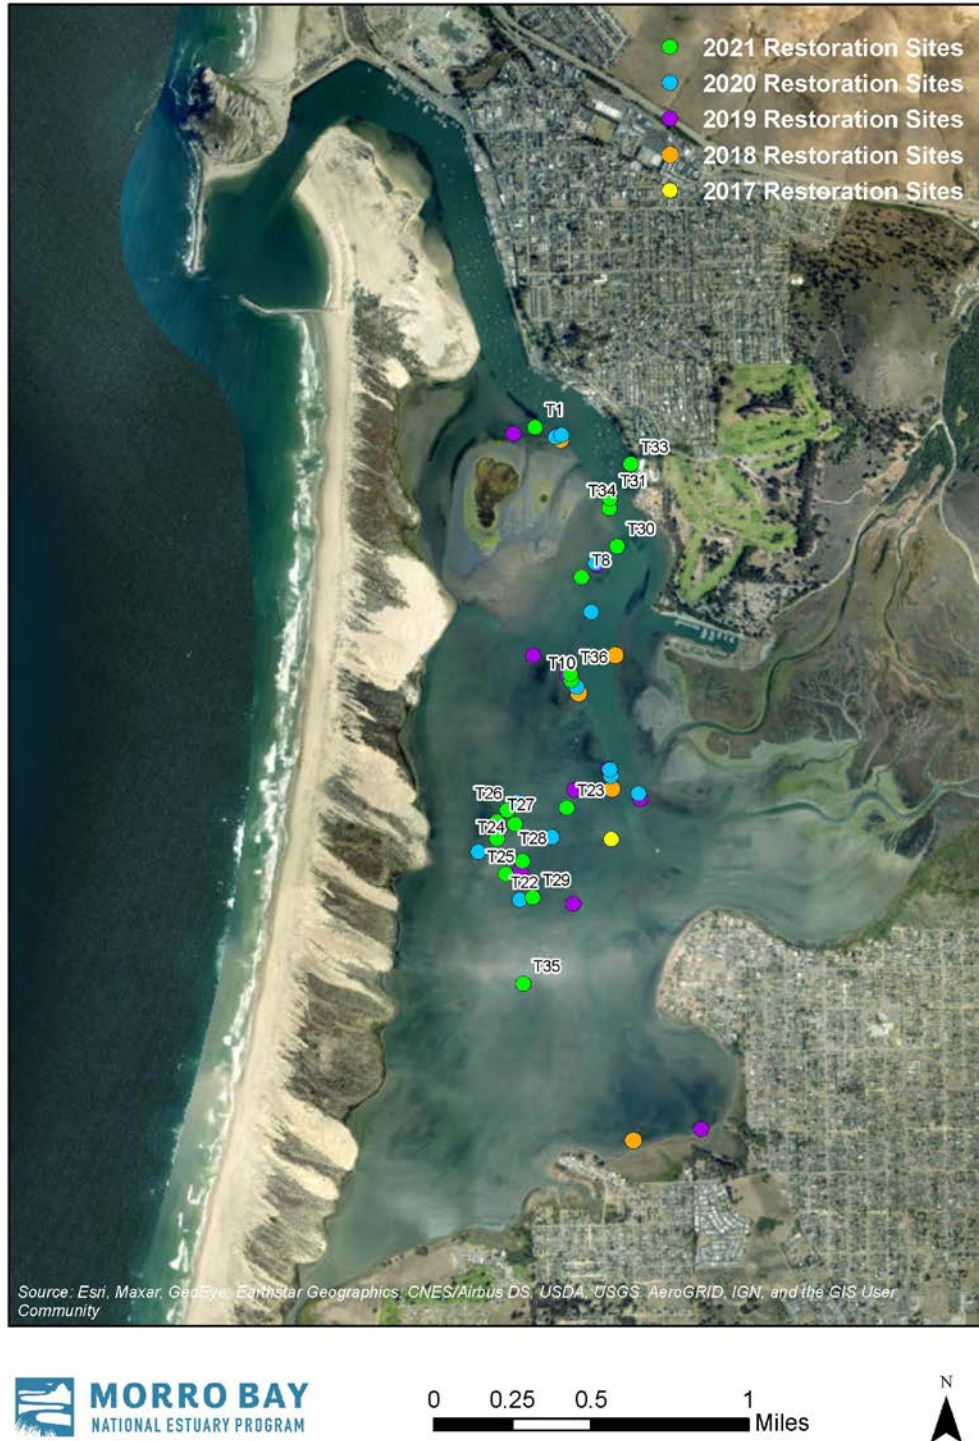 2021 Restoration Sites
2020 Restoration Sites
2019 Restoration Sites
2018 Restoration Sites
2017 Restoration Sites
T1
T33
T31
T34
T30
T8
T36
T10
T23
T26
T27
T24
T28
T25
T22
T29
T35
Source: Esri, Maxar, GeoEye, Earthstar Geographics, CNES/Airbus DS, USDA, USGS, AeroGRID, IGN, and the GIS User
Community
MORRO BAY
NATIONAL ESTUARY PROGRAM
0 0.25 0.5 1
Miles
N